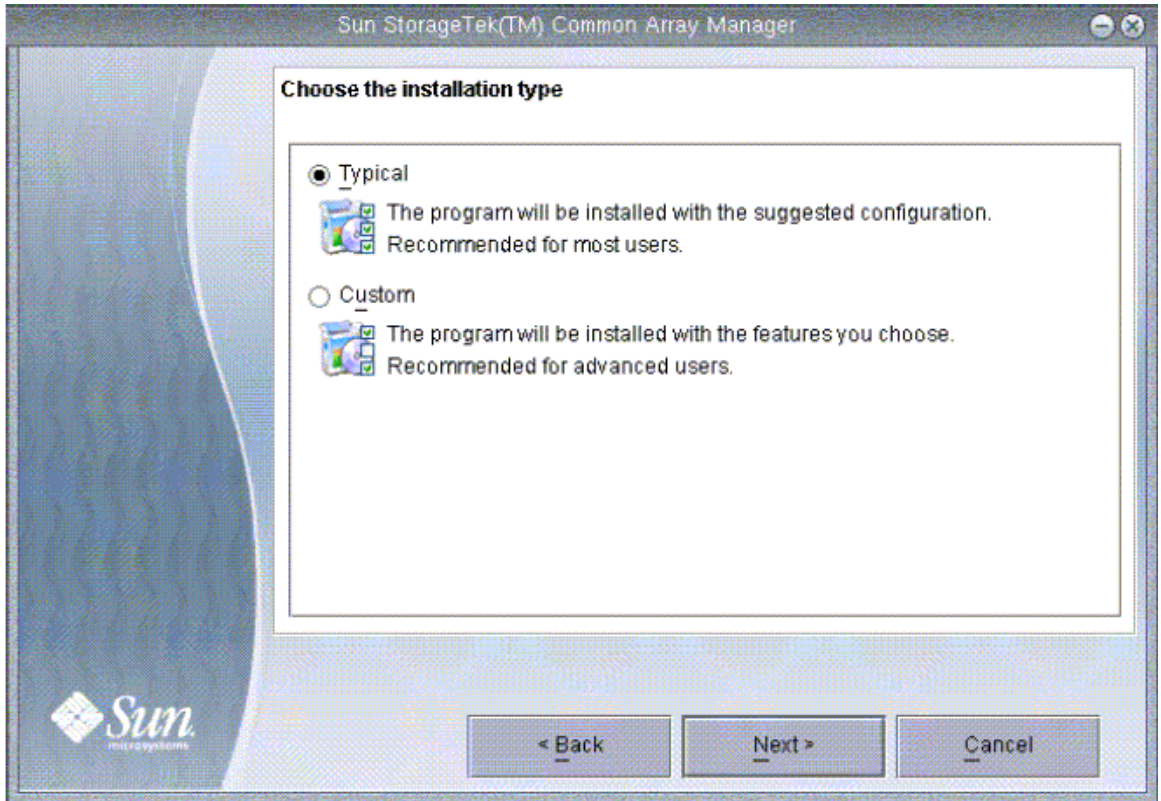 Sun StorageTek(TM) Common Array Manager
Choose the installation type
Typical
The program will be installed with the suggested configuration.
Recommended for most users.
Custom
The program will be installed with the features you choose.
Recommended for advanced users.
Sun
microsystems
< Back
Next >
Cancel